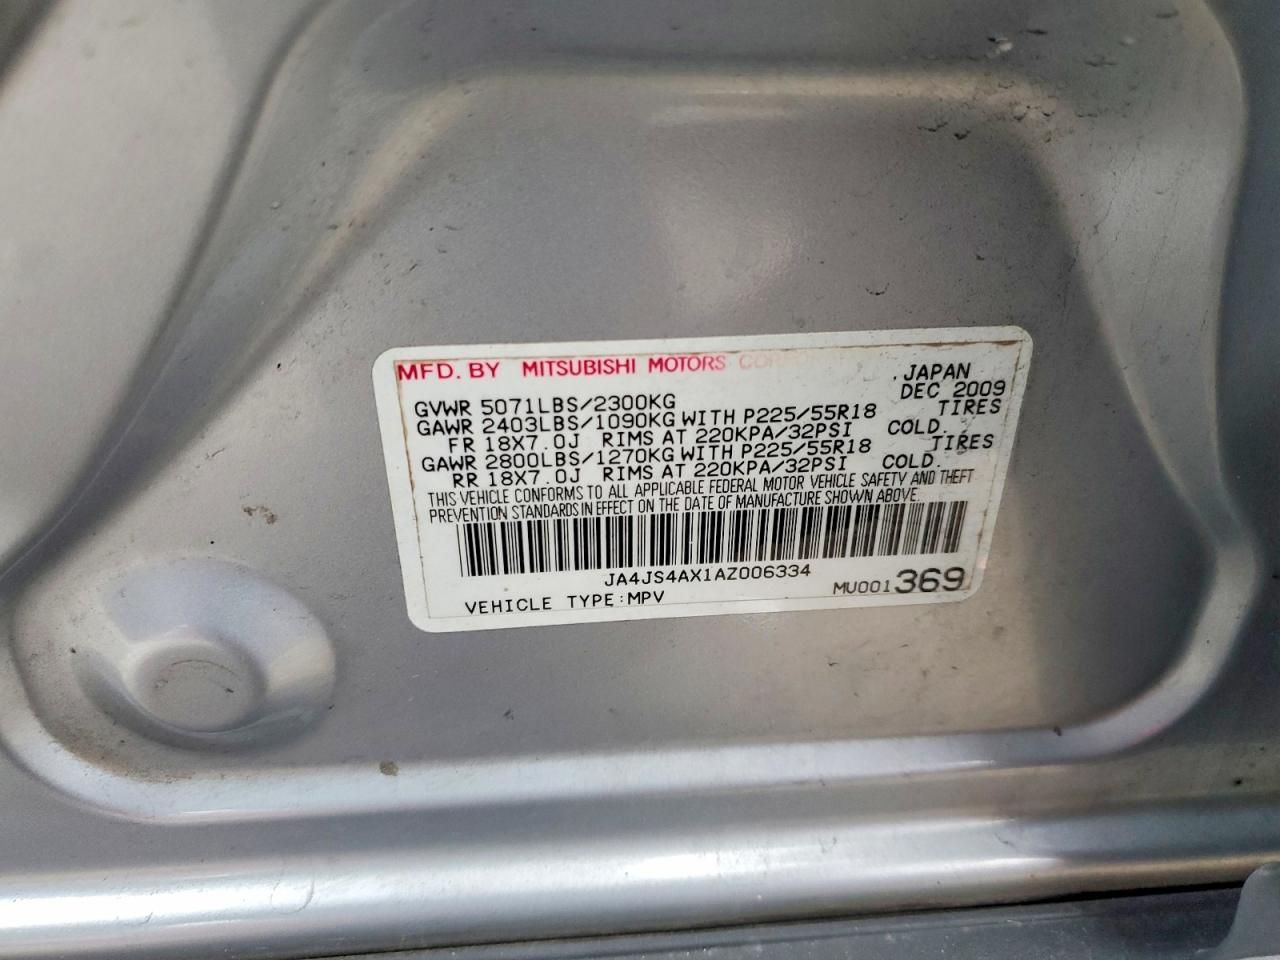 MFD. BY MITSUBISHI MOTORS CORPORATION, JAPAN
DEC 2009
GVWR 5071LBS/2300KG
GAWR 2403LBS/1090KG WITH P225/55R18 TIRES
FR 18X7.0J RIMS AT 220KPA/32PSI COLD.
GAWR 2800LBS/1270KG WITH P225/55R18 TIRES
RR 18X7.0J RIMS AT 220KPA/32PSI COLD.
THIS VEHICLE CONFORMS TO ALL APPLICABLE FEDERAL MOTOR VEHICLE SAFETY AND THEFT
PREVENTION STANDARDS IN EFFECT ON THE DATE OF MANUFACTURE SHOWN ABOVE.
JA4JS4AX1AZ006334
VEHICLE TYPE:MPV MU001369